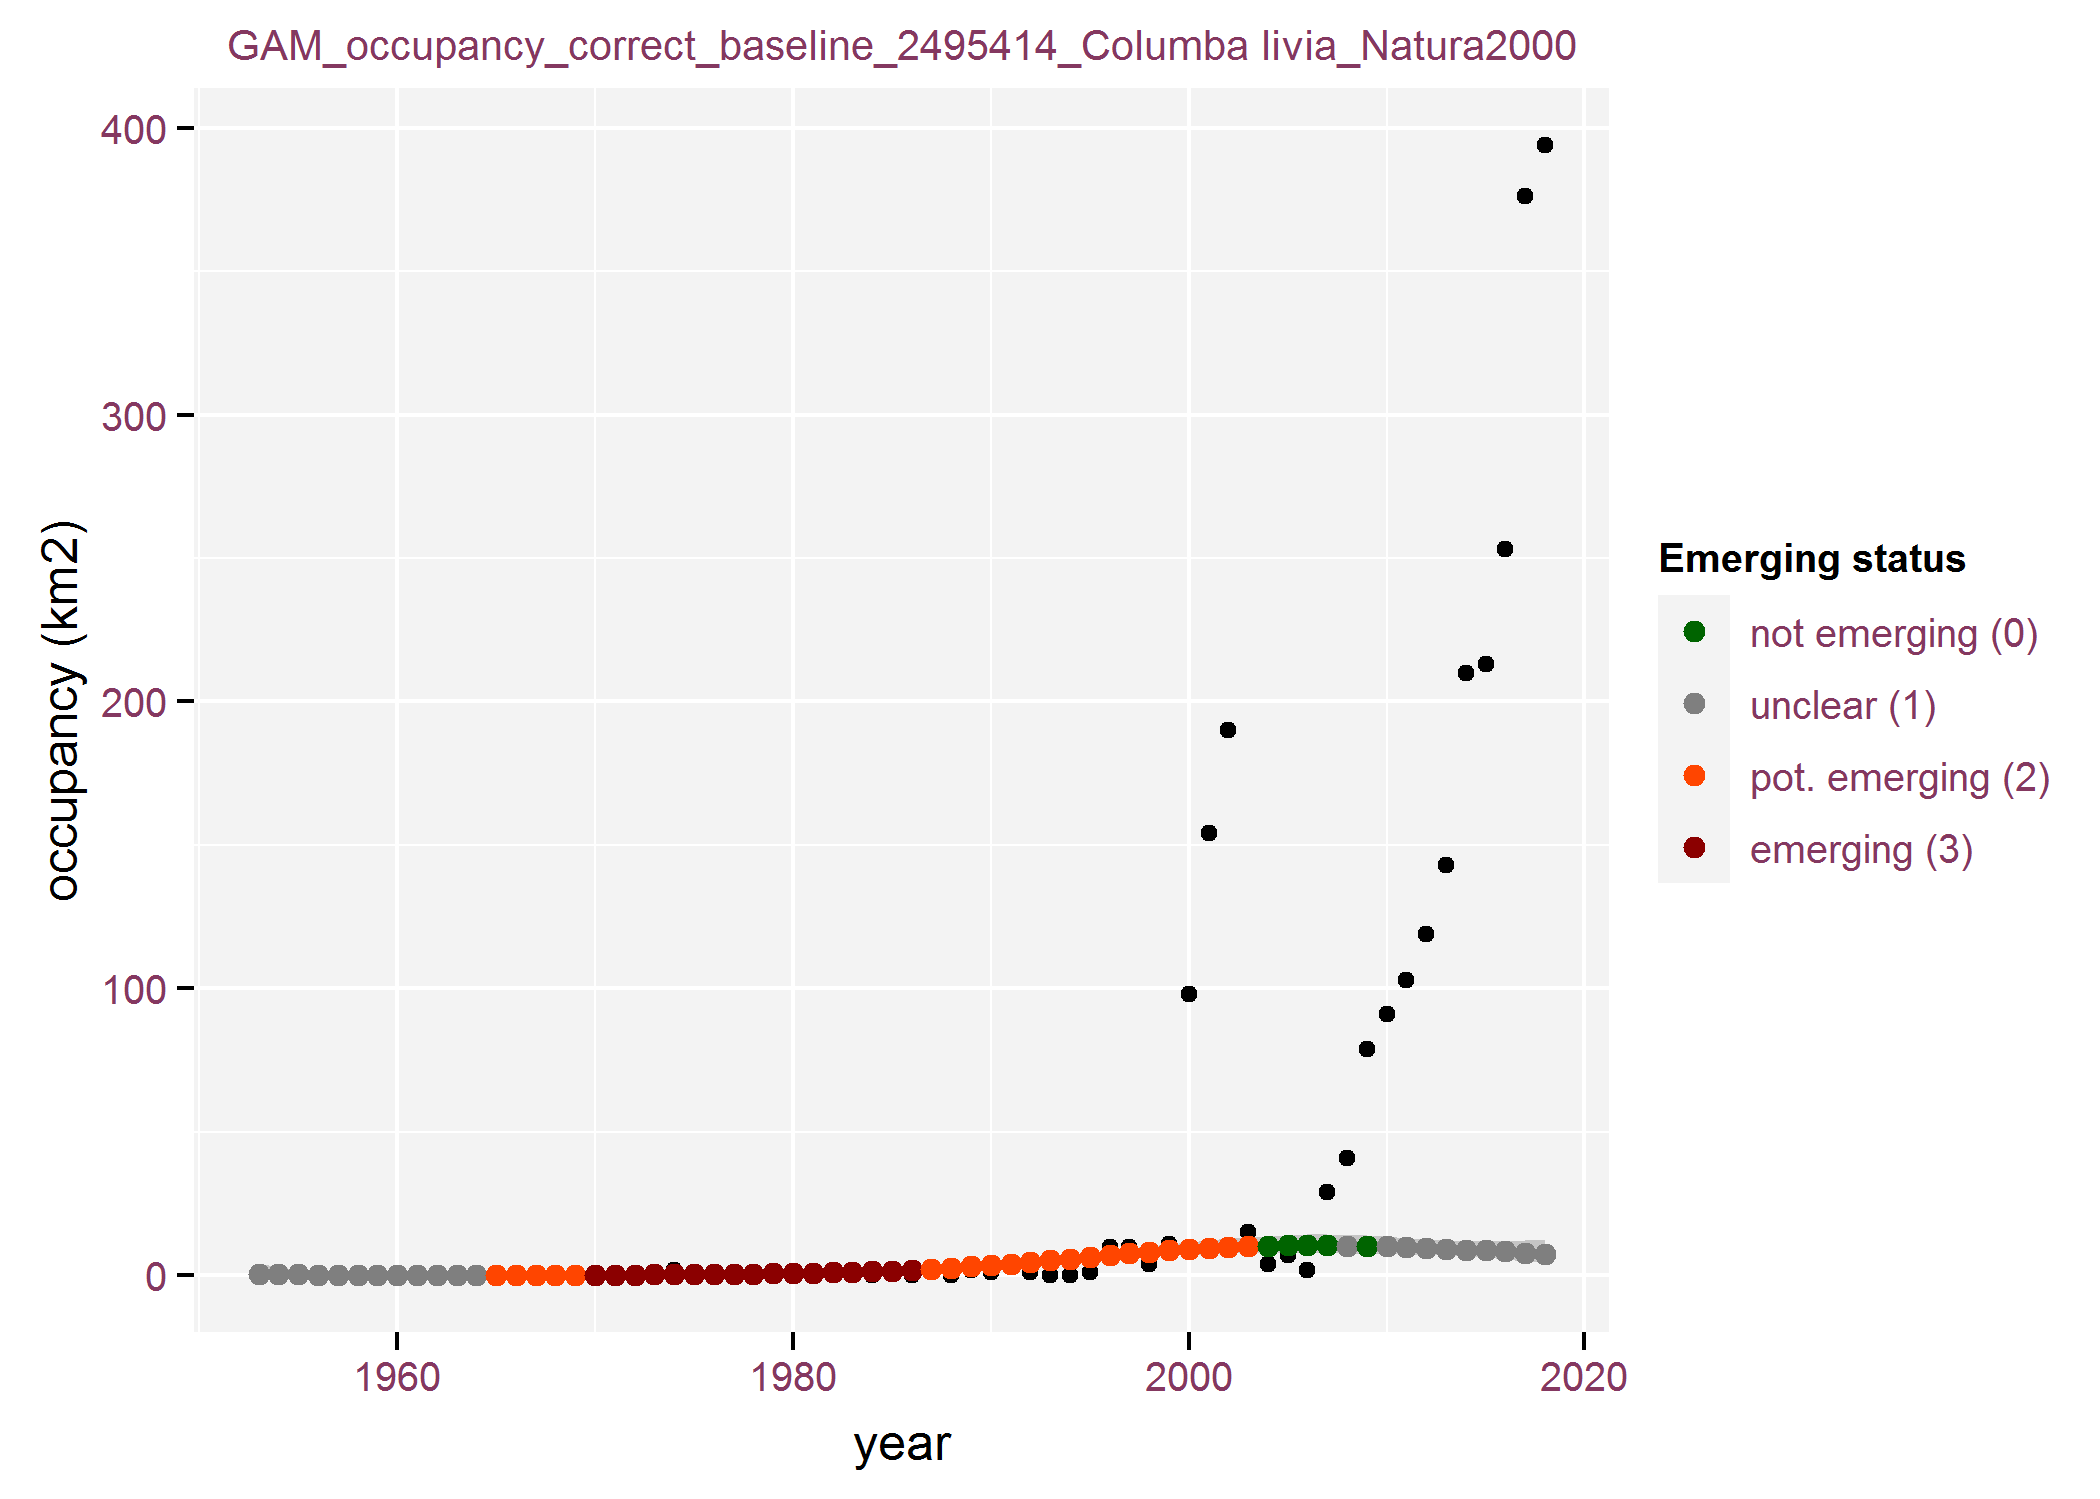 GAM_occupancy_correct_baseline_2495414_Columba livia_Natura2000
400
300
200
100
0
occupancy (km2)
1960
1980
2000
2020
year
Emerging status
not emerging (0)
unclear (1)
pot. emerging (2)
emerging (3)